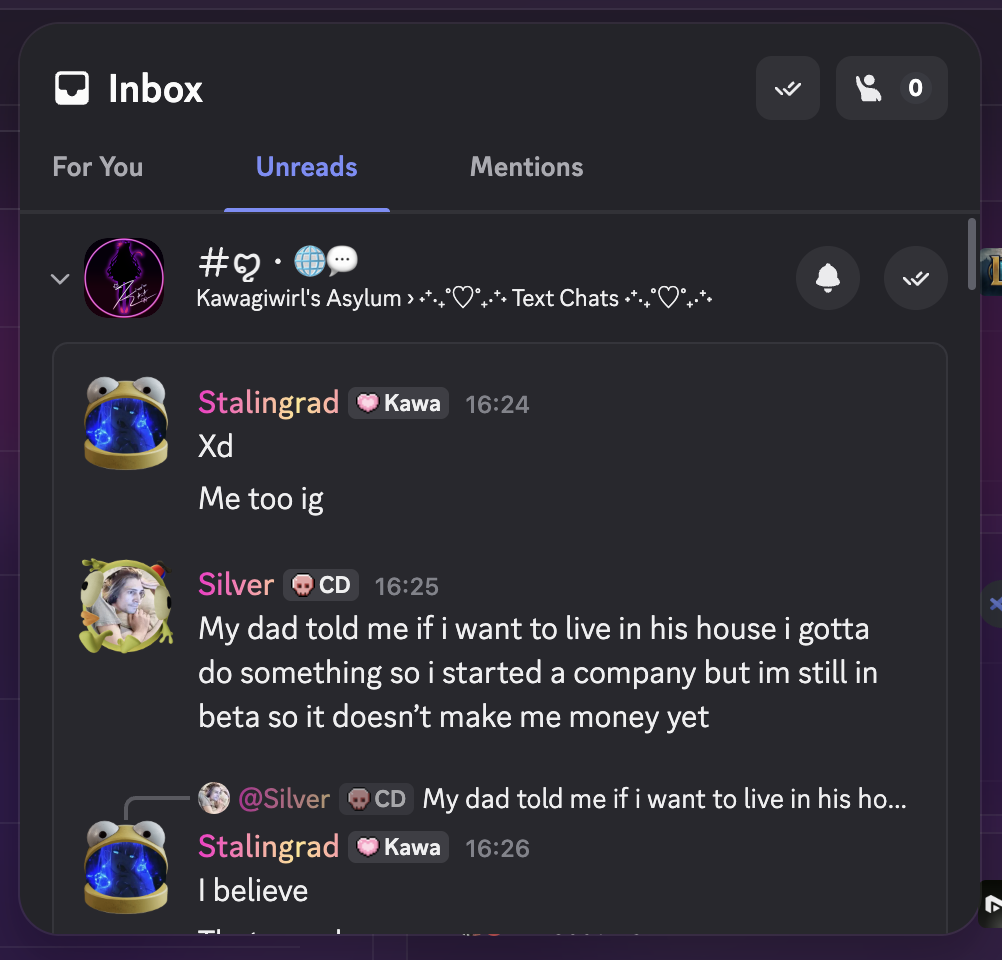 Inbox
0
For You
Unreads
Mentions
#ღ・🌐💬
Kawagiwirl's Asylum › ₊˚‧₊˚♡˚₊‧˚₊ Text Chats ₊˚‧₊˚♡˚₊‧˚₊
Stalingrad Kawa 16:24
Xd
Me too ig
Silver CD 16:25
My dad told me if i want to live in his house i gotta
do something so i started a company but im still in
beta so it doesn’t make me money yet
@Silver CD My dad told me if i want to live in his ho...
Stalingrad Kawa 16:26
I believe